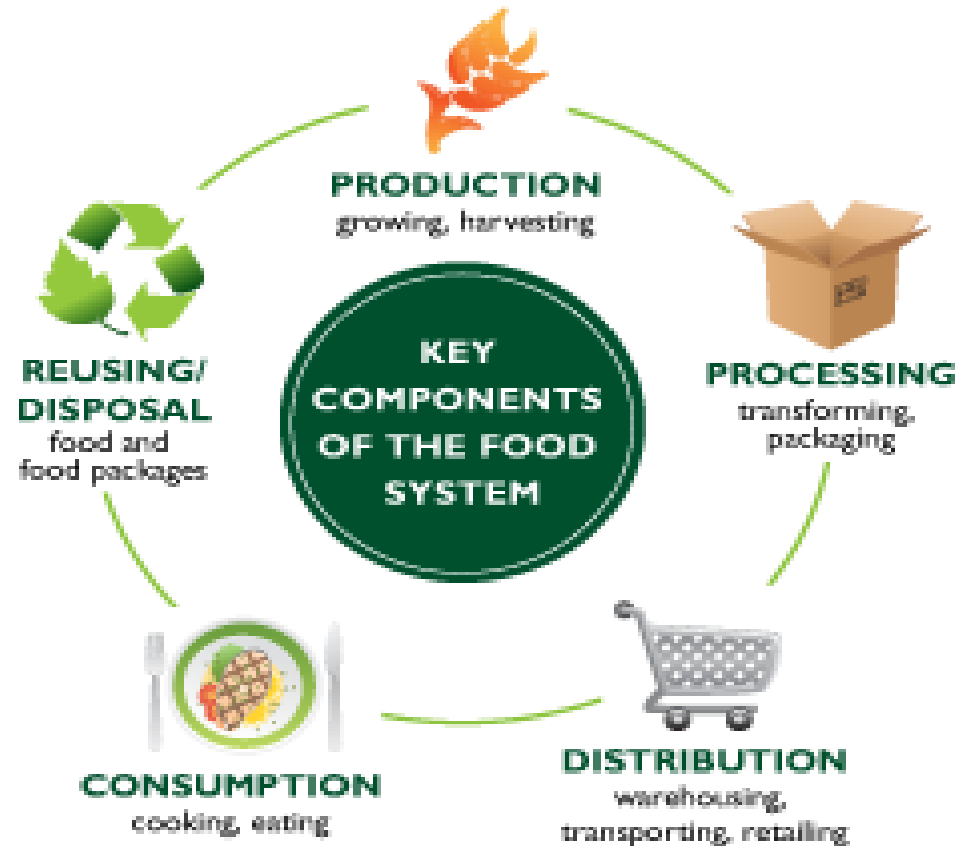 PRODUCTION
growing, harvesting
PROCESSING
transforming,
packaging
DISTRIBUTION
warehousing,
transporting, retailing
CONSUMPTION
cooking, eating
REUSING/
DISPOSAL
food and
food packages
KEY
COMPONENTS
OF THE FOOD
SYSTEM